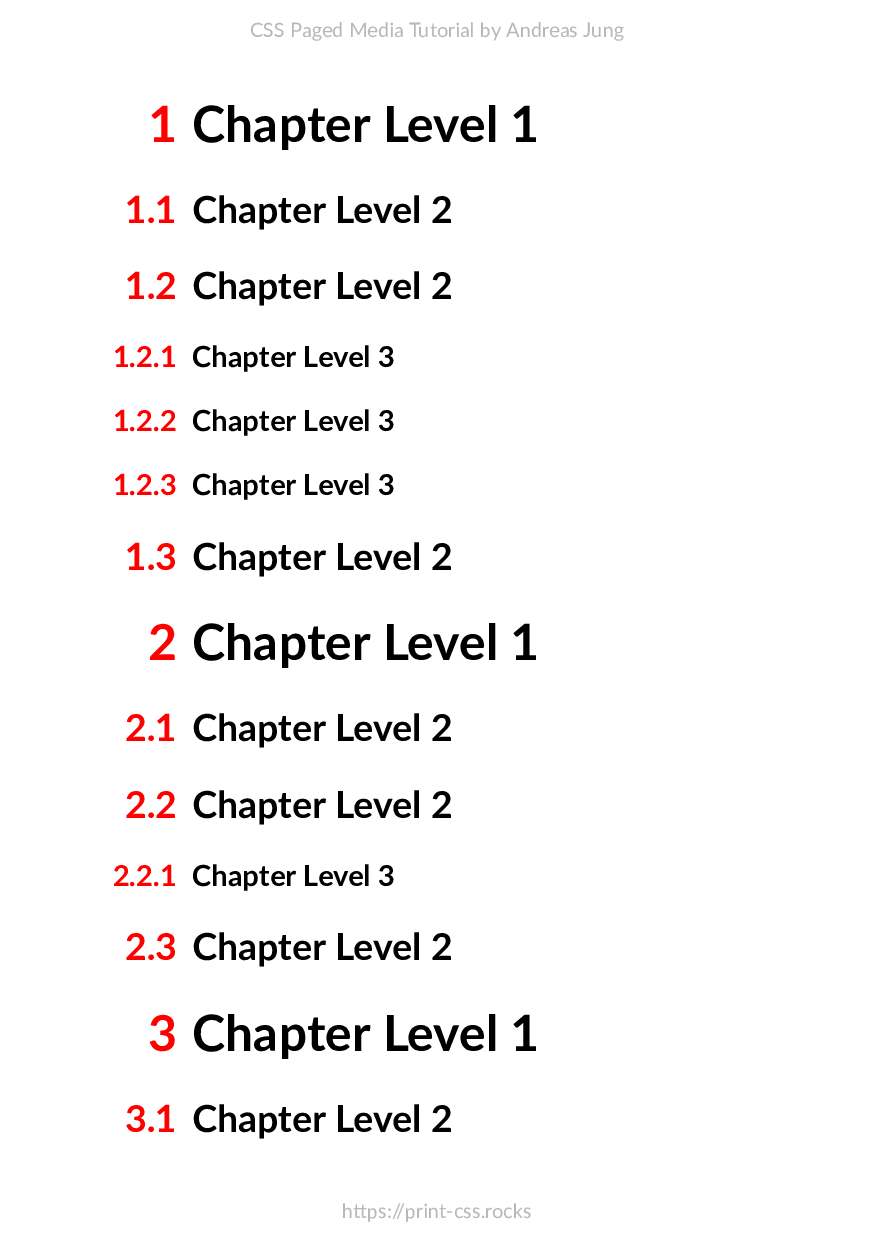 CSS Paged Media Tutorial by Andreas Jung
1 Chapter Level 1
1.1 Chapter Level 2
1.2 Chapter Level 2
1.2.1 Chapter Level 3
1.2.2 Chapter Level 3
1.2.3 Chapter Level 3
1.3 Chapter Level 2
2 Chapter Level 1
2.1 Chapter Level 2
2.2 Chapter Level 2
2.2.1 Chapter Level 3
2.3 Chapter Level 2
3 Chapter Level 1
3.1 Chapter Level 2
https://print-css.rocks